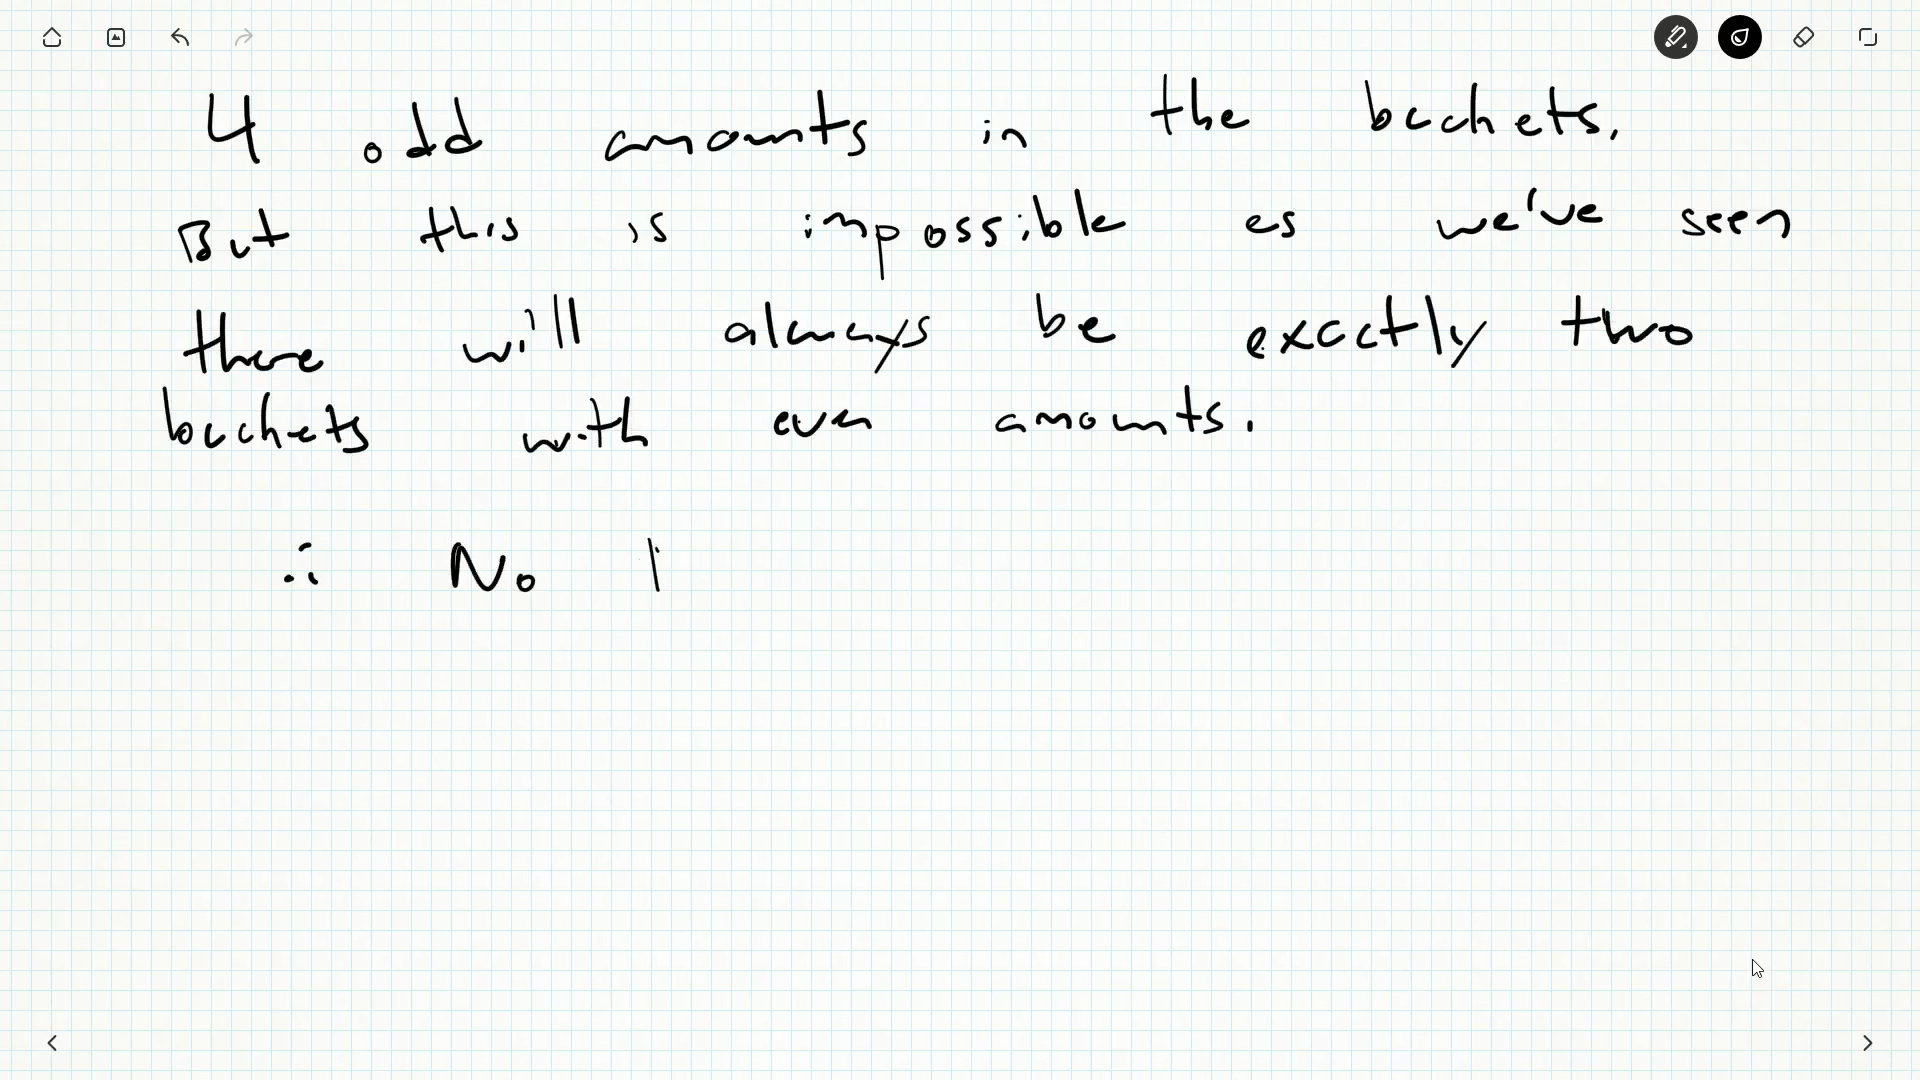 4 odd amounts in the buckets.
But this is impossible as we've seen
there will always be exactly two
buckets with even amounts.
∴ No